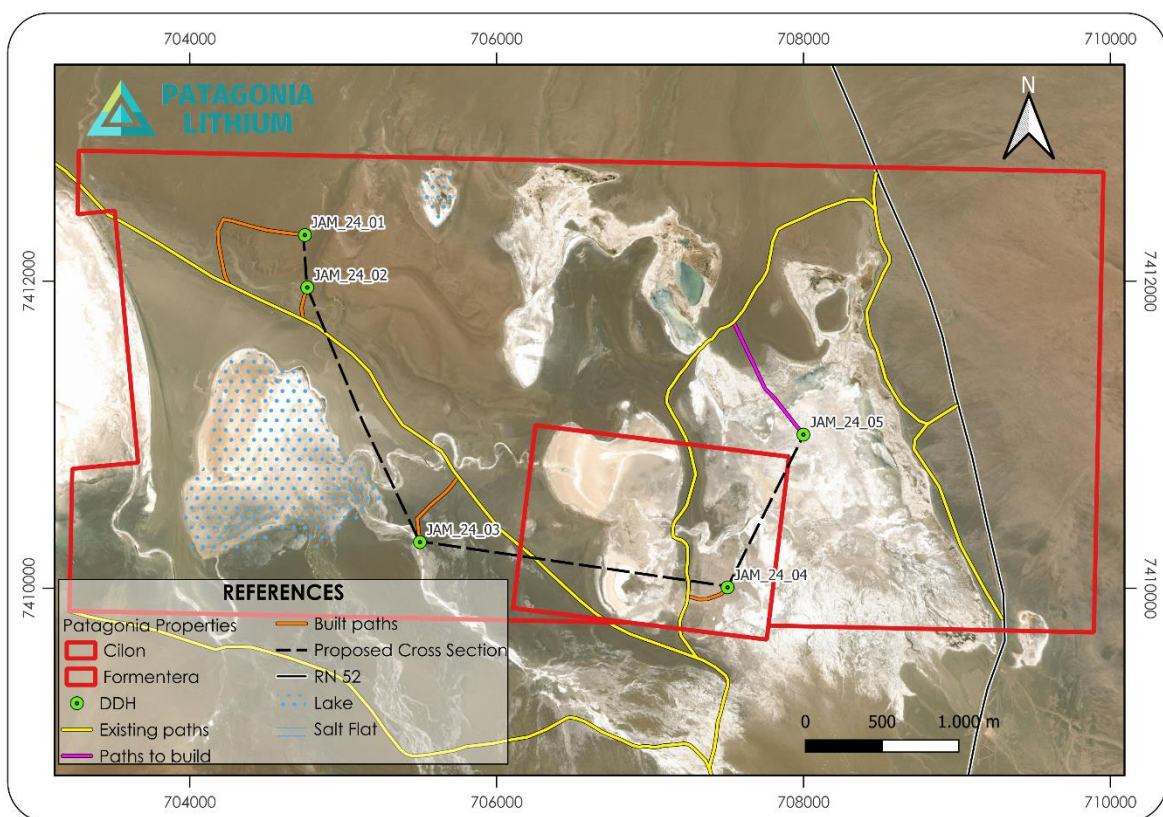 704000 706000 708000 710000
PATAGONIA
LITHIUM
N
JAM_24_01
JAM_24_02
7412000 7412000
JAM_24_05
JAM_24_03
JAM_24_04
7410000 7410000
REFERENCES
Patagonia Properties
Cilon
Formentera
DDH
Existing paths
Paths to build
Built paths
Proposed Cross Section
RN 52
Lake
Salt Flat
0 500 1.000 m
704000 706000 708000 710000